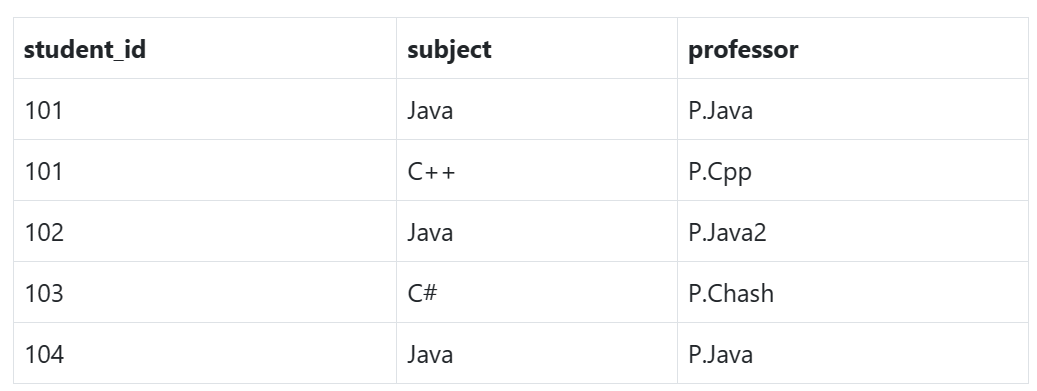 student_id subject professor
101 Java P.Java
101 C++ P.Cpp
102 Java P.Java2
103 C# P.Chash
104 Java P.Java